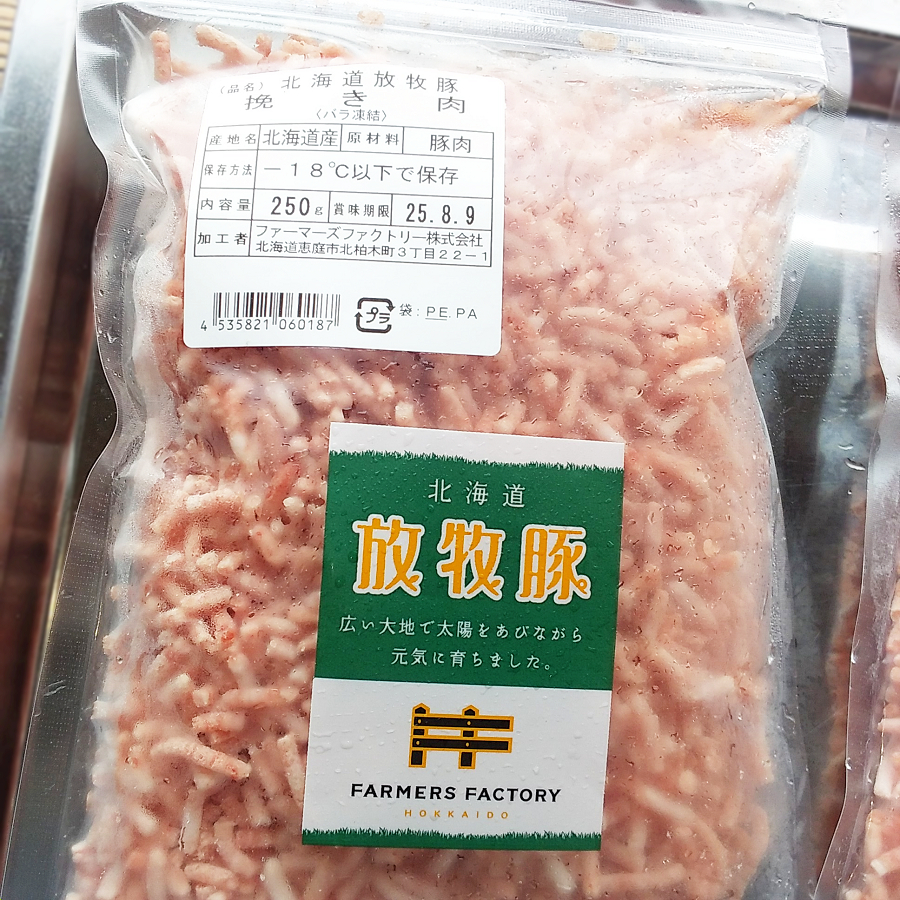 〈品名〉 北海道放牧豚
挽き肉
〈バラ凍結〉
産地名 北海道産 原材料 豚肉
保存方法 －18℃以下で保存
内容量 250g 賞味期限 25.8.9
加工者 ファーマーズファクトリー株式会社
北海道恵庭市北柏木町3丁目22－1
4 535821 060187
プラ 袋：PE.PA
北海道
放牧豚
広い大地で太陽をあびながら
元気に育ちました。
FARMERS FACTORY
HOKKAIDO